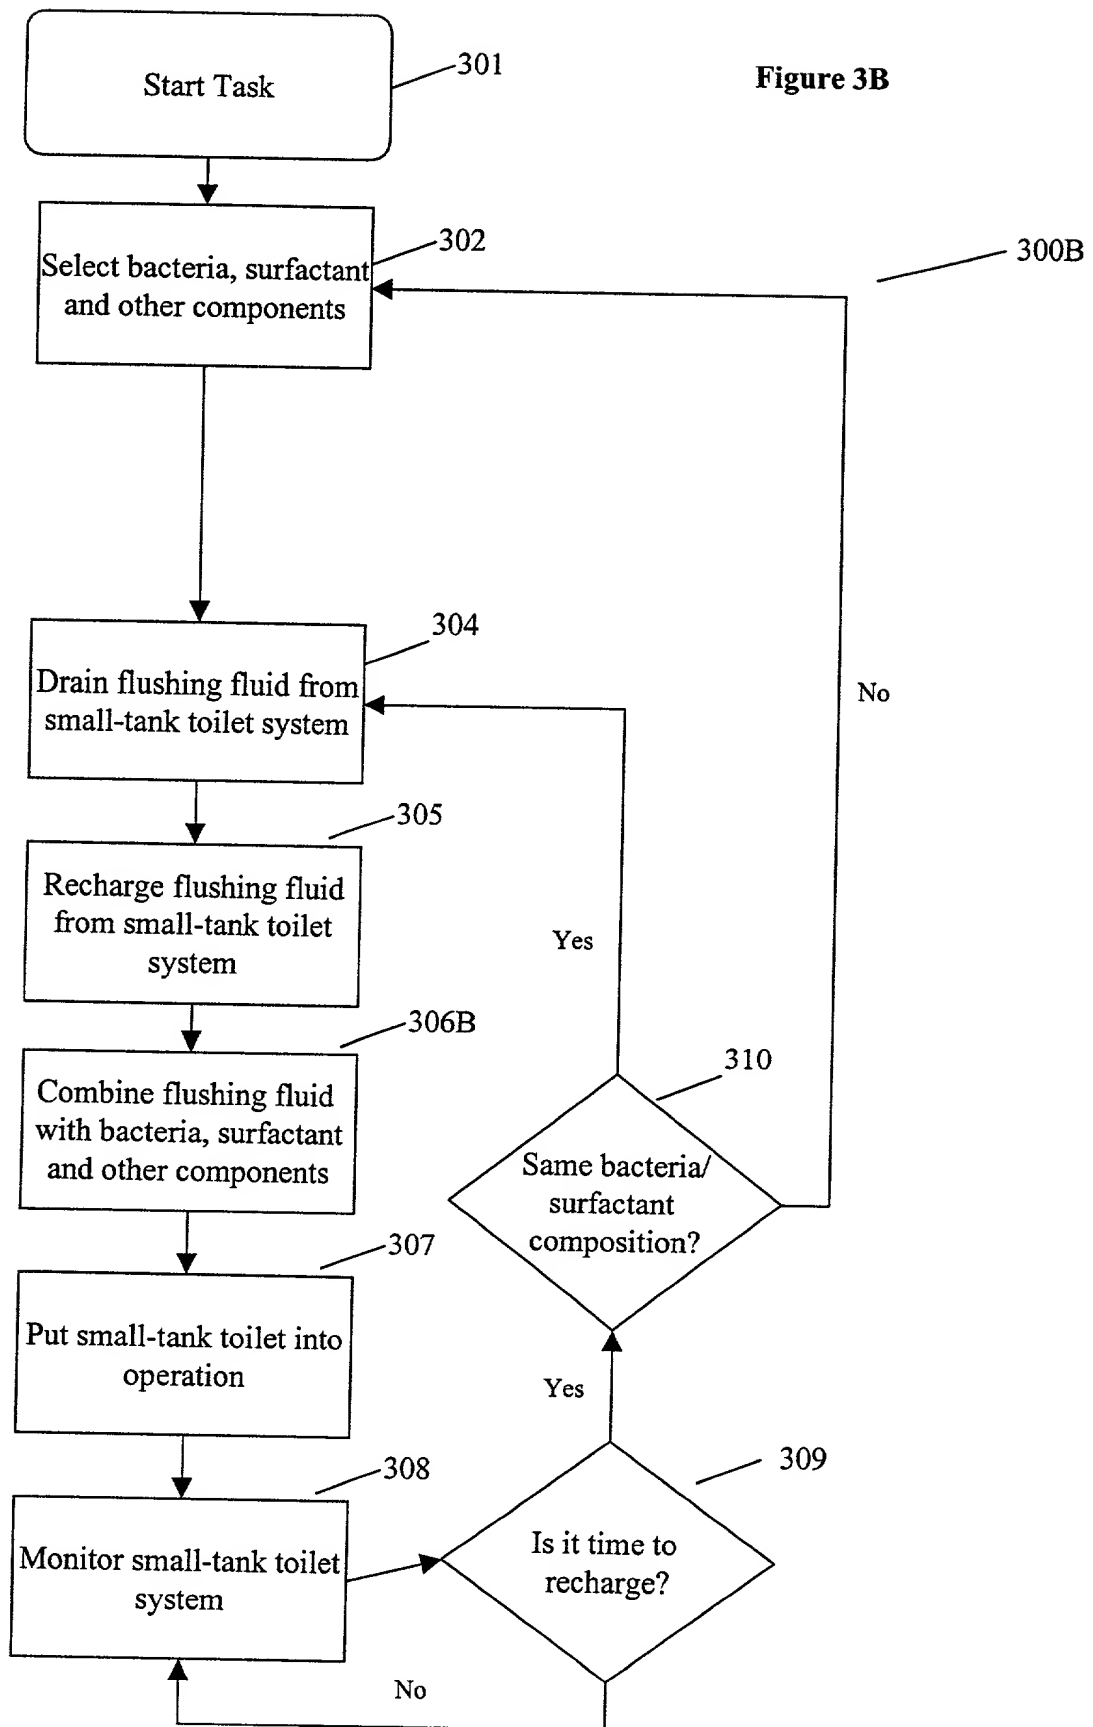 Start Task
301
Figure 3B
Select bacteria, surfactant
and other components
302
300B
Drain flushing fluid from
small-tank toilet system
304
No
Recharge flushing fluid
from small-tank toilet
system
305
Yes
Combine flushing fluid
with bacteria, surfactant
and other components
306B
Same bacteria/
surfactant
composition?
310
Put small-tank toilet into
operation
307
Yes
Monitor small-tank toilet
system
308
Is it time to
recharge?
309
No